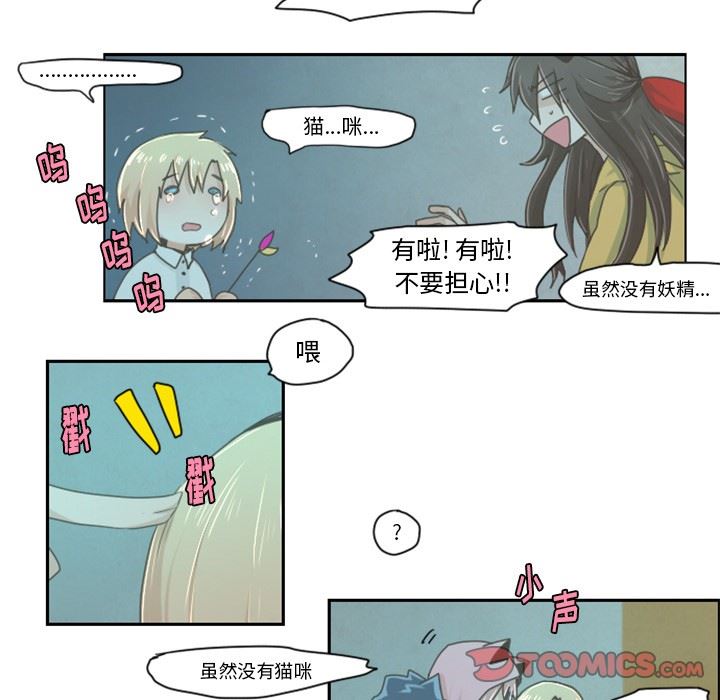 ..................
猫...咪...
呜
呜
呜
呜
有啦! 有啦!
不要担心!!
虽然没有妖精...
喂
戳
戳
?
小
声
虽然没有猫咪
TOOMICS.COM